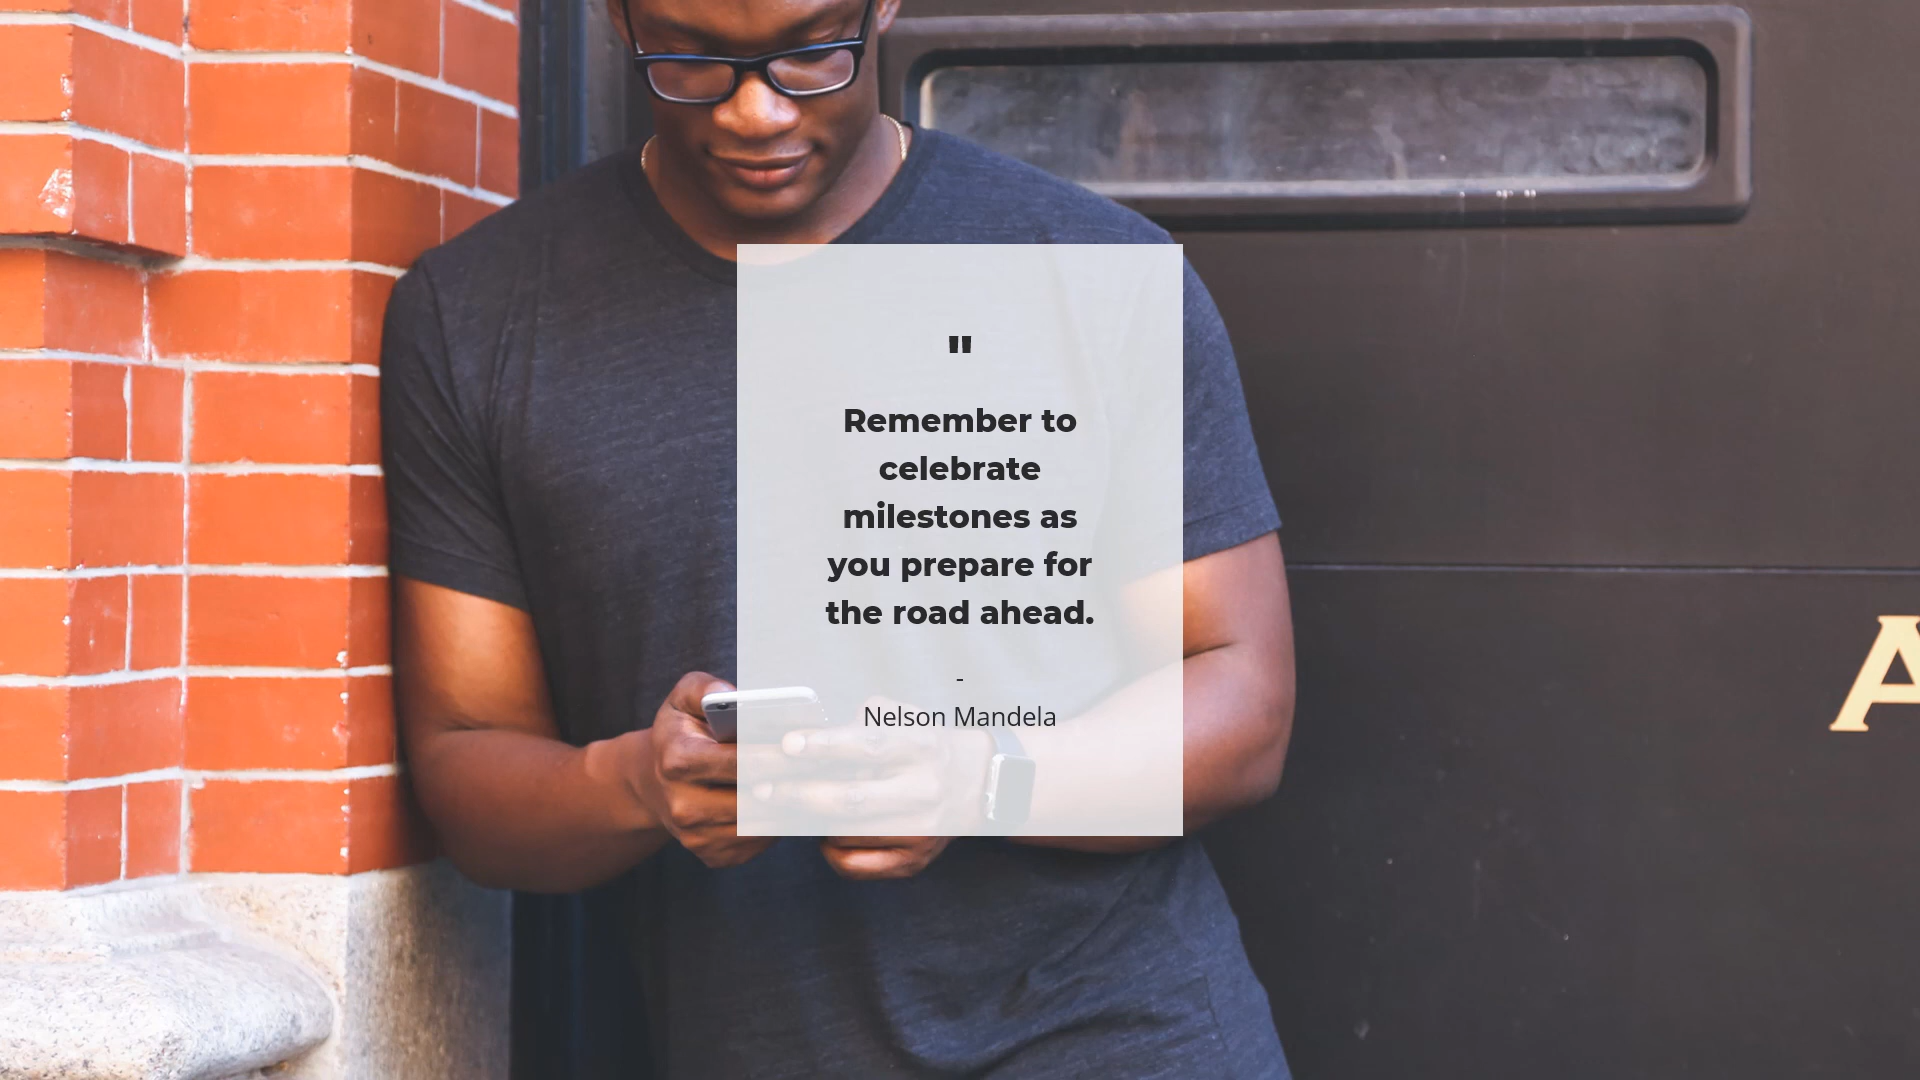 "
Remember to
celebrate
milestones as
you prepare for
the road ahead.
-
Nelson Mandela
A